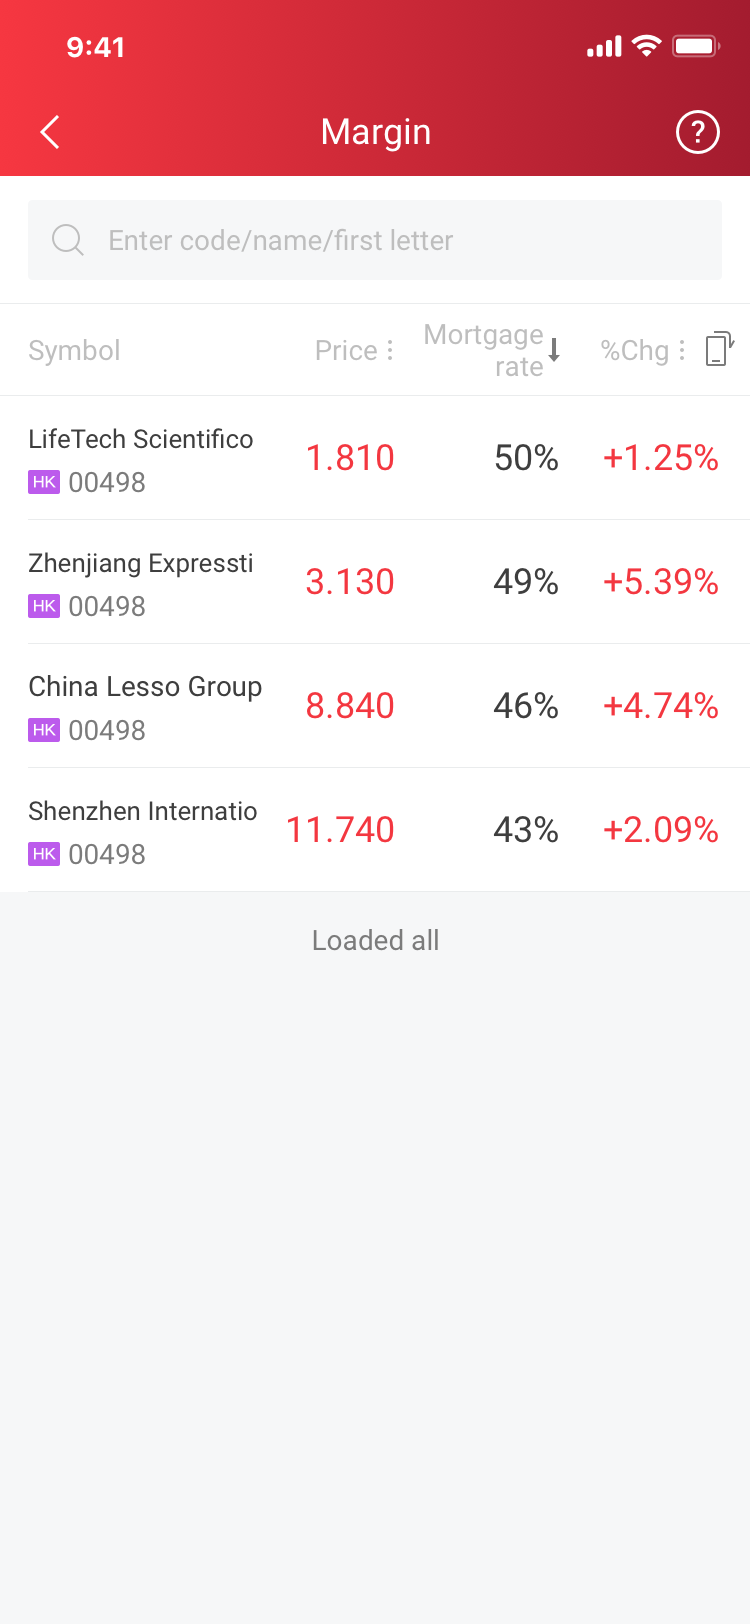 9:41
Margin
?
Enter code/name/first letter
Symbol Price Mortgage rate %Chg
LifeTech Scientifico 1.810 50% +1.25%
HK 00498
Zhenjiang Expressti 3.130 49% +5.39%
HK 00498
China Lesso Group 8.840 46% +4.74%
HK 00498
Shenzhen Internatio 11.740 43% +2.09%
HK 00498
Loaded all